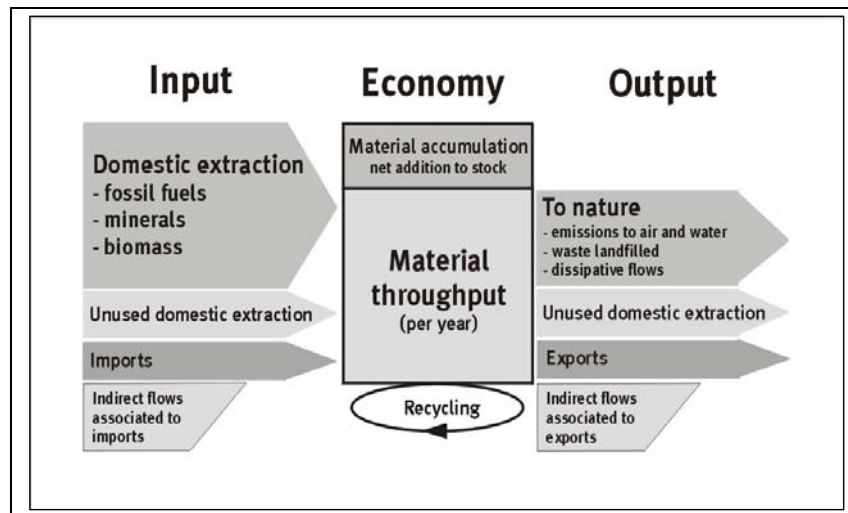 Input
Economy
Output
Domestic extraction
- fossil fuels
- minerals
- biomass
Unused domestic extraction
Imports
Indirect flows
associated to
imports
Material accumulation
net addition to stock
Material
throughput
(per year)
Recycling
To nature
- emissions to air and water
- waste landfilled
- dissipative flows
Unused domestic extraction
Exports
Indirect flows
associated to
exports